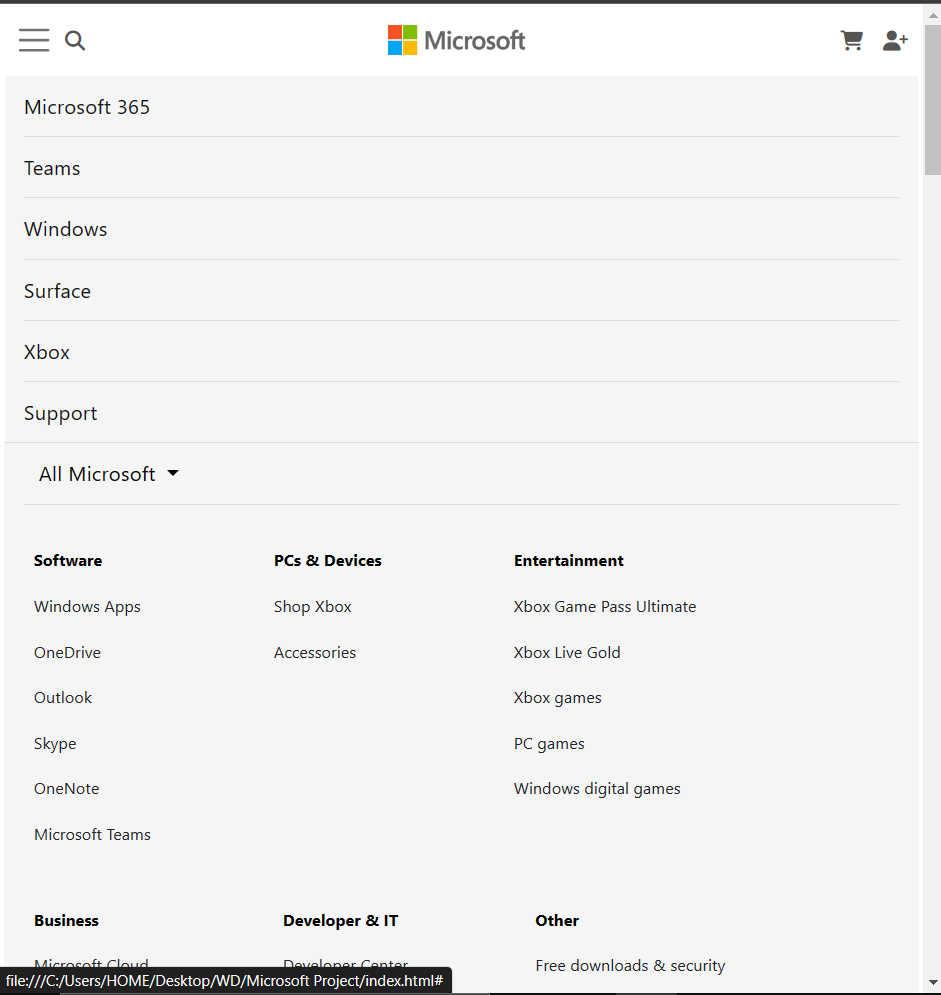 Microsoft
Microsoft 365
Teams
Windows
Surface
Xbox
Support
All Microsoft
Software PCs & Devices Entertainment
Windows Apps Shop Xbox Xbox Game Pass Ultimate
OneDrive Accessories Xbox Live Gold
Outlook Xbox games
Skype PC games
OneNote Windows digital games
Microsoft Teams
Business Developer & IT Other
Microsoft Cloud Developer Center Free downloads & security
file:///C:/Users/HOME/Desktop/WD/Microsoft Project/index.html#